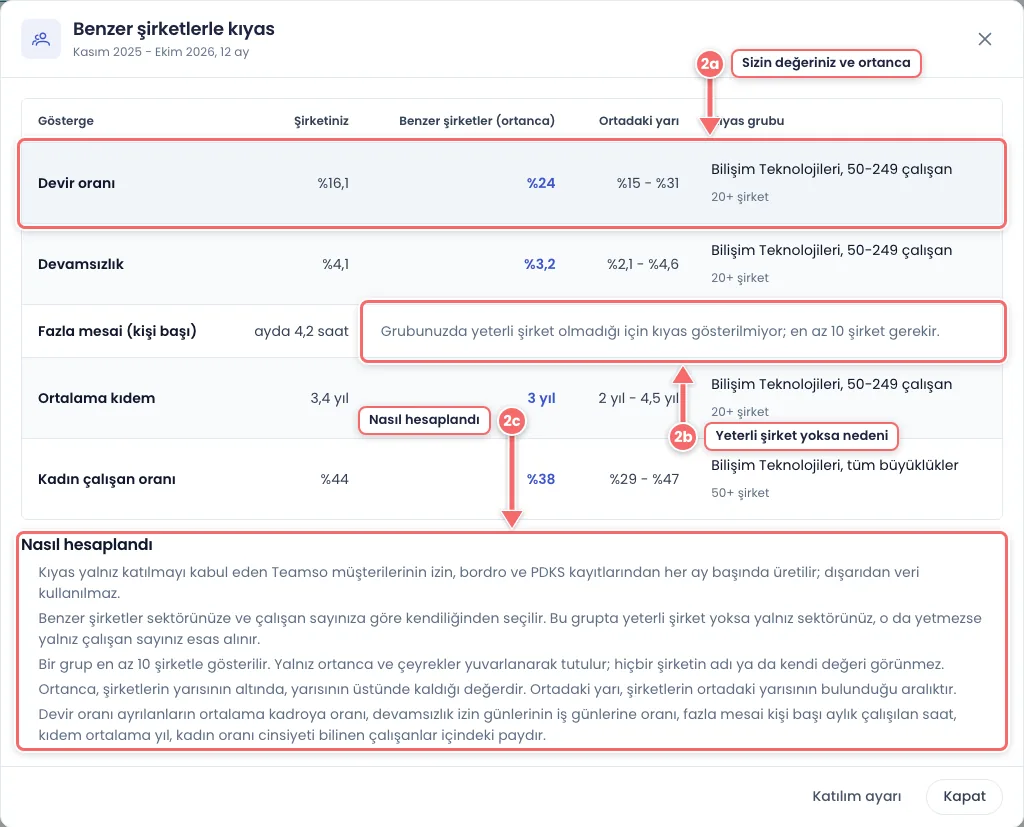 Benzer şirketlerle kıyas
Kasım 2025 - Ekim 2026, 12 ay
2a Sizin değeriniz ve ortanca
Gösterge Şirketiniz Benzer şirketler (ortanca) Ortadaki yarı yas grubu
Devir oranı %16,1 %24 %15 - %31 Bilişim Teknolojileri, 50-249 çalışan
20+ şirket
Devamsızlık %4,1 %3,2 %2,1 - %4,6 Bilişim Teknolojileri, 50-249 çalışan
20+ şirket
Fazla mesai (kişi başı) ayda 4,2 saat Grubunuzda yeterli şirket olmadığı için kıyas gösterilmiyor; en az 10 şirket gerekir.
Ortalama kıdem 3,4 yıl 3 yıl 2 yıl - 4,5 yıl Bilişim Teknolojileri, 50-249 çalışan
20+ şirket
Nasıl hesaplandı 2c
2b Yeterli şirket yoksa nedeni
Kadın çalışan oranı %44 %38 %29 - %47 Bilişim Teknolojileri, tüm büyüklükler
50+ şirket
Nasıl hesaplandı
Kıyas yalnız katılmayı kabul eden Teamso müşterilerinin izin, bordro ve PDKS kayıtlarından her ay başında üretilir; dışarıdan veri
kullanılmaz.
Benzer şirketler sektörünüze ve çalışan sayınıza göre kendiliğinden seçilir. Bu grupta yeterli şirket yoksa yalnız sektörünüz, o da yetmezse
yalnız çalışan sayınız esas alınır.
Bir grup en az 10 şirketle gösterilir. Yalnız ortanca ve çeyrekler yuvarlanarak tutulur; hiçbir şirketin adı ya da kendi değeri görünmez.
Ortanca, şirketlerin yarısının altında, yarısının üstünde kaldığı değerdir. Ortadaki yarı, şirketlerin ortadaki yarısının bulunduğu aralıktır.
Devir oranı ayrılanların ortalama kadroya oranı, devamsızlık izin günlerinin iş günlerine oranı, fazla mesai kişi başı aylık çalışılan saat,
kıdem ortalama yıl, kadın oranı cinsiyeti bilinen çalışanlar içindeki paydır.
Katılım ayarı Kapat